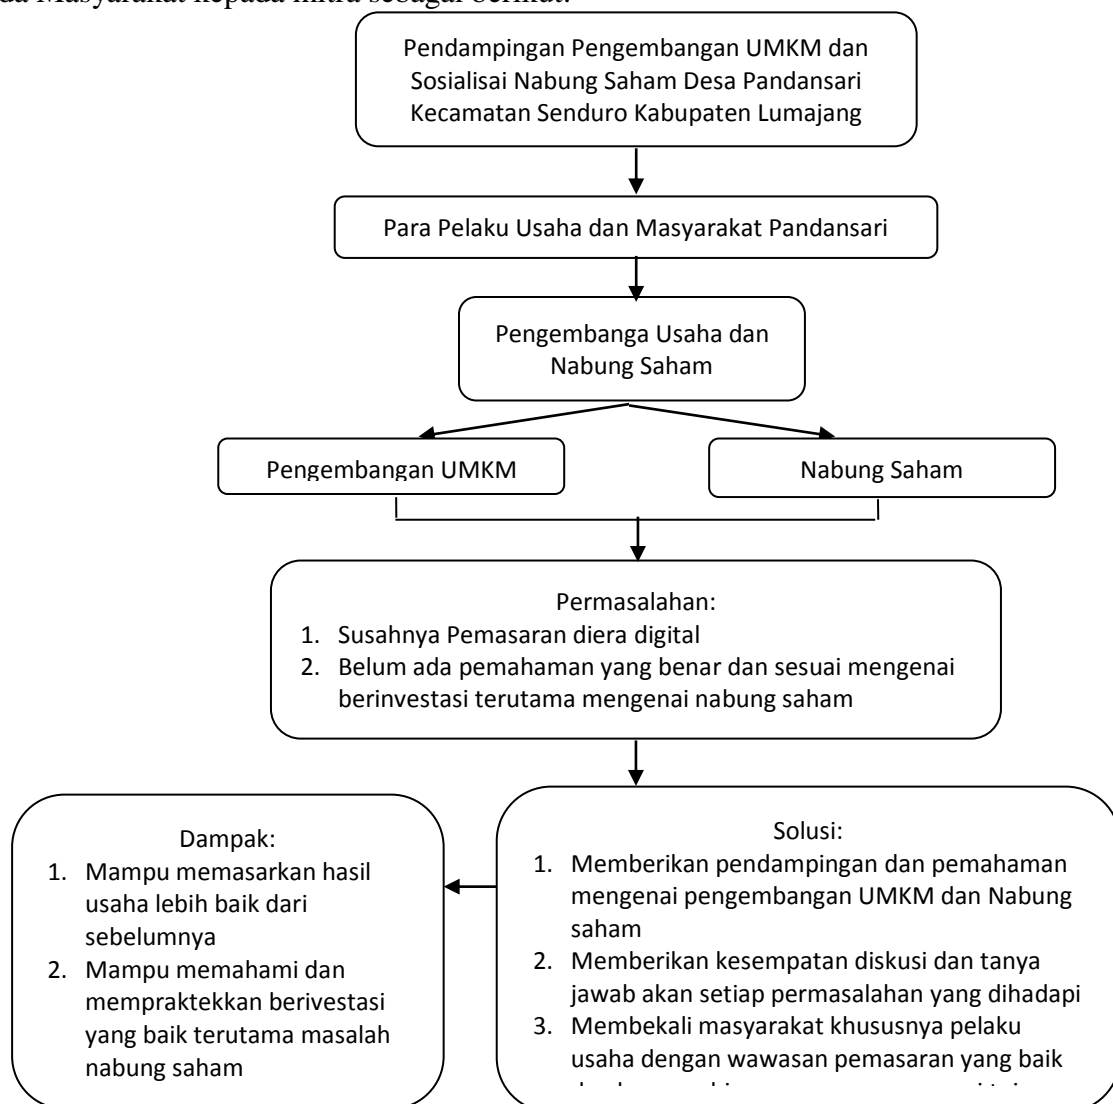 da Masyarakat kepada mitra sebagai berikut:
Pendampingan Pengembangan UMKM dan
Sosialisai Nabung Saham Desa Pandansari
Kecamatan Senduro Kabupaten Lumajang
Para Pelaku Usaha dan Masyarakat Pandansari
Pengembanga Usaha dan
Nabung Saham
Pengembangan UMKM
Nabung Saham
Permasalahan:
1. Susahnya Pemasaran diera digital
2. Belum ada pemahaman yang benar dan sesuai mengenai
berinvestasi terutama mengenai nabung saham
Dampak:
1. Mampu memasarkan hasil
usaha lebih baik dari
sebelumnya
2. Mampu memahami dan
mempraktekkan berivestasi
yang baik terutama masalah
nabung saham
Solusi:
1. Memberikan pendampingan dan pemahaman
mengenai pengembangan UMKM dan Nabung
saham
2. Memberikan kesempatan diskusi dan tanya
jawab akan setiap permasalahan yang dihadapi
3. Membekali masyarakat khususnya pelaku
usaha dengan wawasan pemasaran yang baik